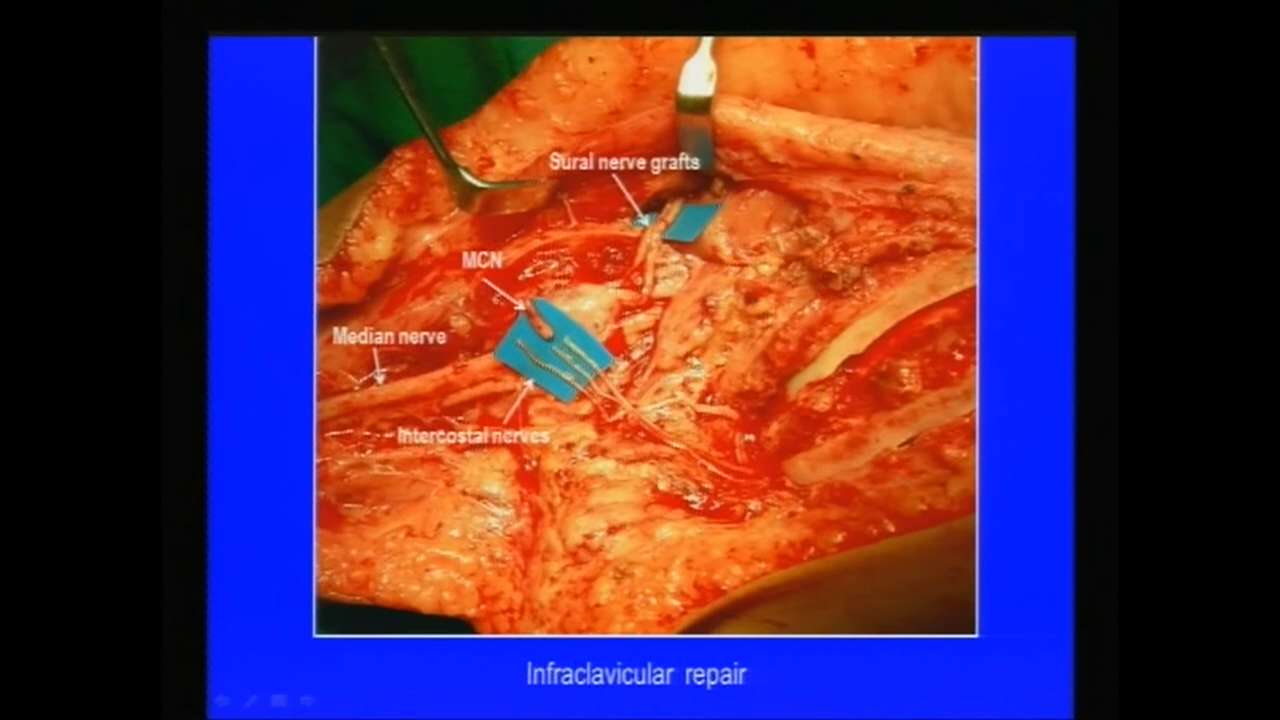 Sural nerve grafts
MCN
Median nerve
Intercostal nerves
Infraclavicular repair